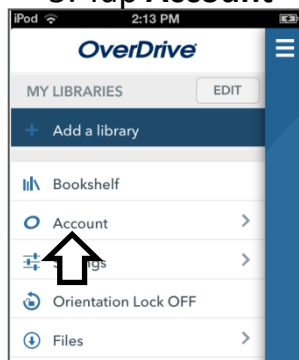 Tap Account
iPod 2:13 PM
OverDrive
MY LIBRARIES EDIT
+ Add a library
Bookshelf
Account >
>
Orientation Lock OFF
Files >